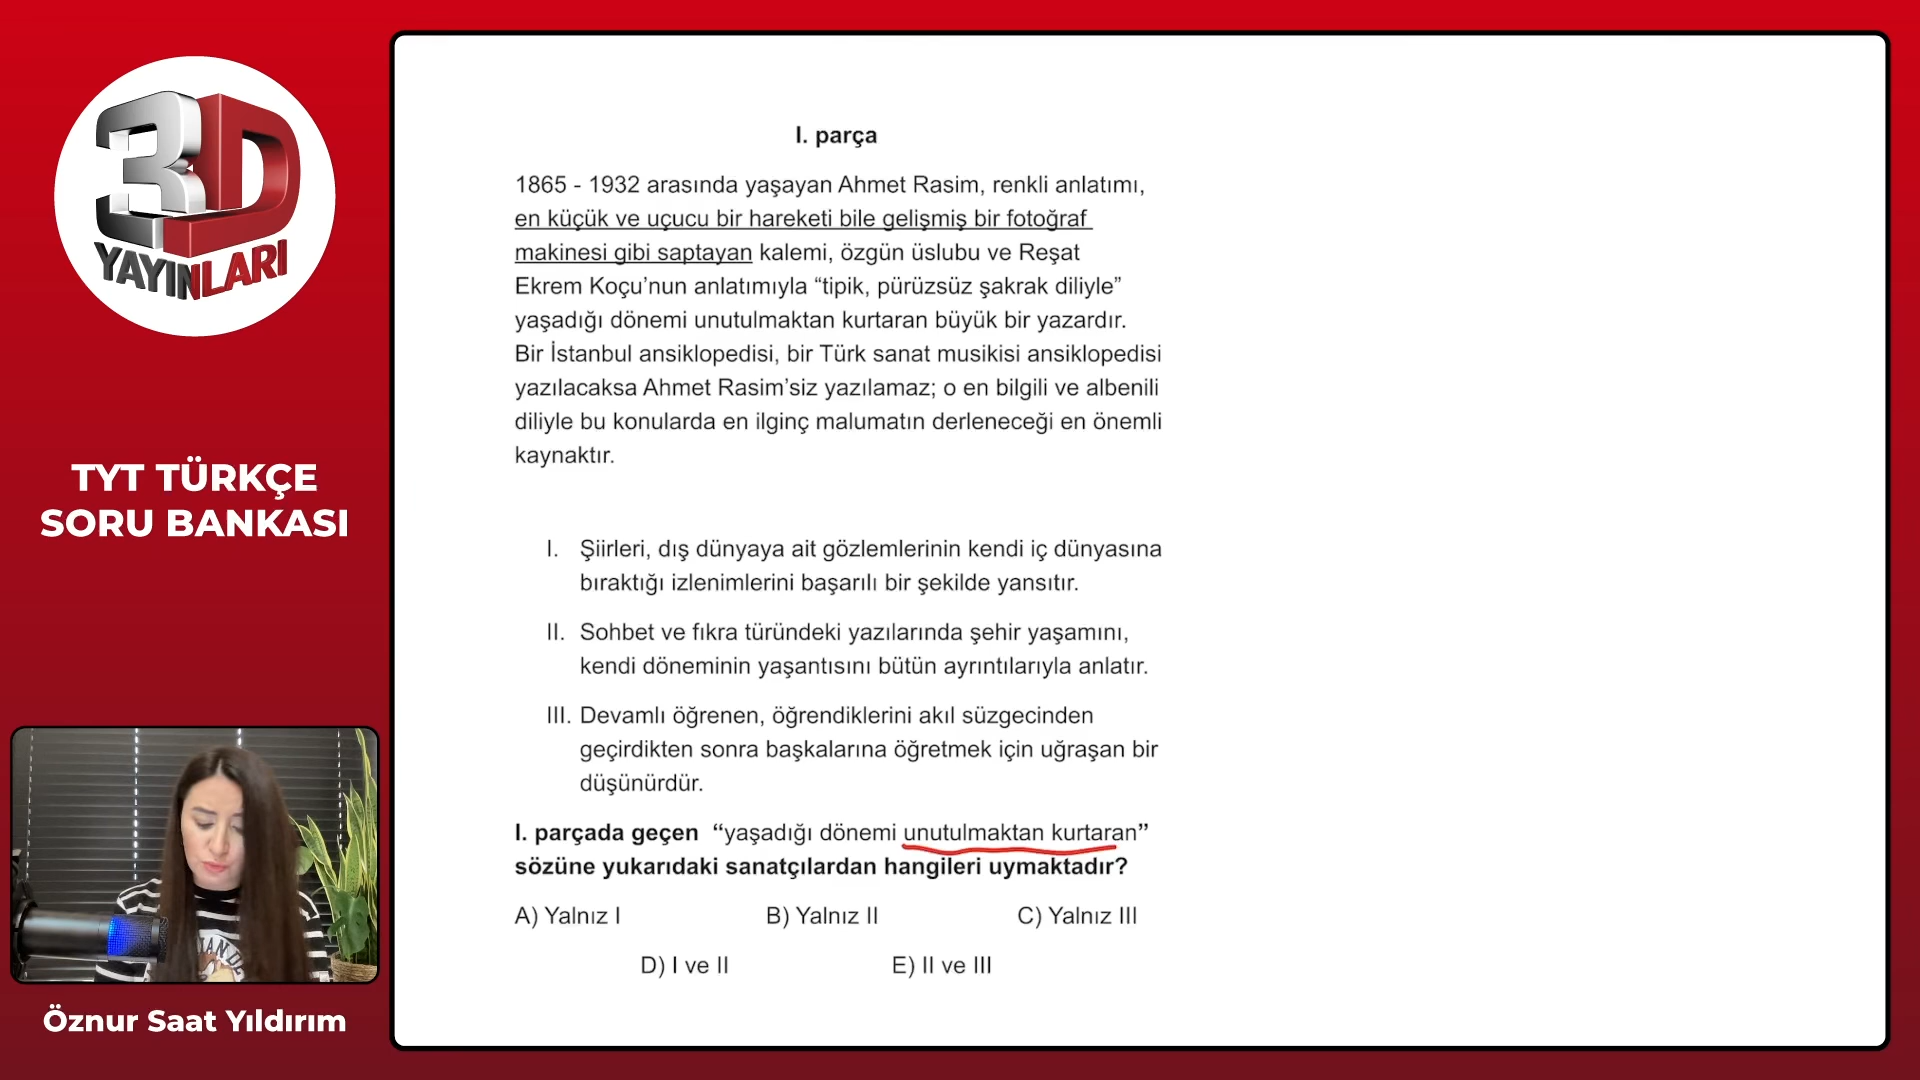 3D
YAYINLARI
TYT TÜRKÇE
SORU BANKASI
Öznur Saat Yıldırım
I. parça
1865 - 1932 arasında yaşayan Ahmet Rasim, renkli anlatımı,
en küçük ve uçucu bir hareketi bile gelişmiş bir fotoğraf
makinesi gibi saptayan kalemi, özgün üslubu ve Reşat
Ekrem Koçu’nun anlatımıyla “tipik, pürüzsüz şakrak diliyle”
yaşadığı dönemi unutulmaktan kurtaran büyük bir yazardır.
Bir İstanbul ansiklopedisi, bir Türk sanat musikisi ansiklopedisi
yazılacaksa Ahmet Rasim’siz yazılamaz; o en bilgili ve albenili
diliyle bu konularda en ilginç malumatın derleneceği en önemli
kaynaktır.
I. Şiirleri, dış dünyaya ait gözlemlerinin kendi iç dünyasına
bıraktığı izlenimlerini başarılı bir şekilde yansıtır.
II. Sohbet ve fıkra türündeki yazılarında şehir yaşamını,
kendi döneminin yaşantısını bütün ayrıntılarıyla anlatır.
III. Devamlı öğrenen, öğrendiklerini akıl süzgecinden
geçirdikten sonra başkalarına öğretmek için uğraşan bir
düşünürdür.
I. parçada geçen “yaşadığı dönemi unutulmaktan kurtaran”
sözüne yukarıdaki sanatçılardan hangileri uymaktadır?
A) Yalnız I B) Yalnız II C) Yalnız III
D) I ve II E) II ve III